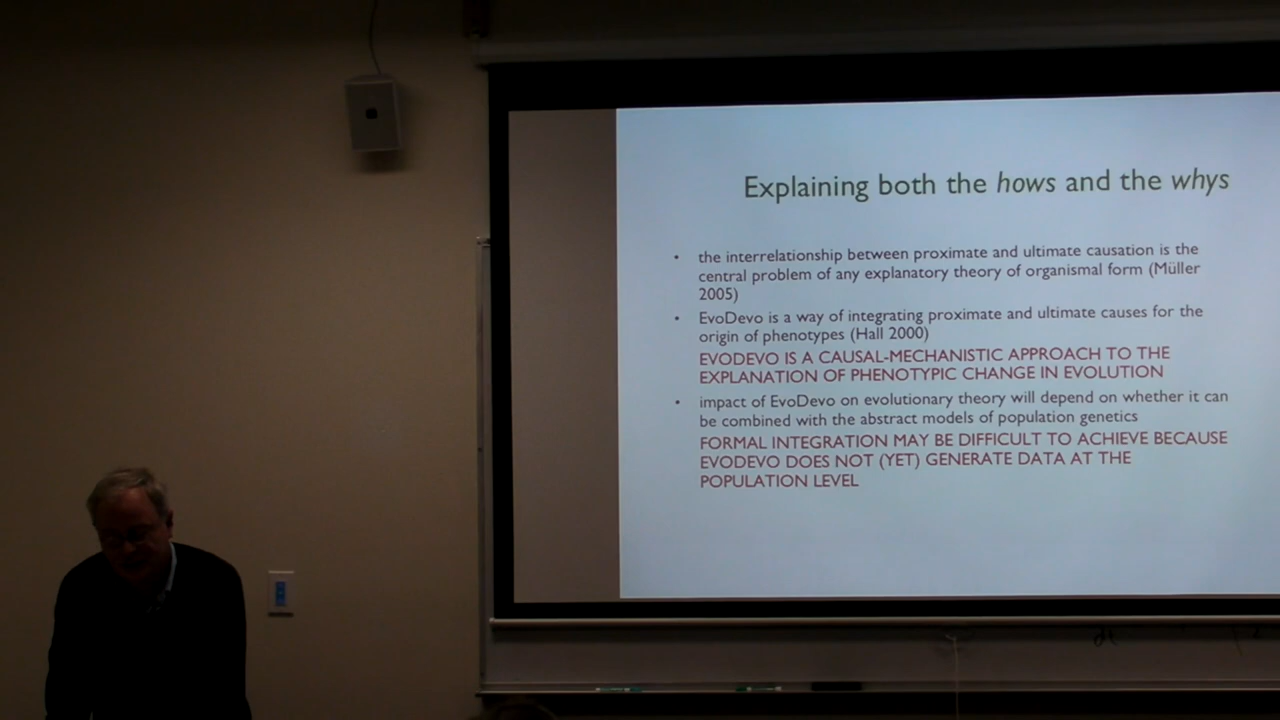 Explaining both the hows and the whys
• the interrelationship between proximate and ultimate causation is the
central problem of any explanatory theory of organismal form (Müller
2005)
• EvoDevo is a way of integrating proximate and ultimate causes for the
origin of phenotypes (Hall 2000)
EVODEVO IS A CAUSAL-MECHANISTIC APPROACH TO THE
EXPLANATION OF PHENOTYPIC CHANGE IN EVOLUTION
• impact of EvoDevo on evolutionary theory will depend on whether it can
be combined with the abstract models of population genetics
FORMAL INTEGRATION MAY BE DIFFICULT TO ACHIEVE BECAUSE
EVODEVO DOES NOT (YET) GENERATE DATA AT THE
POPULATION LEVEL